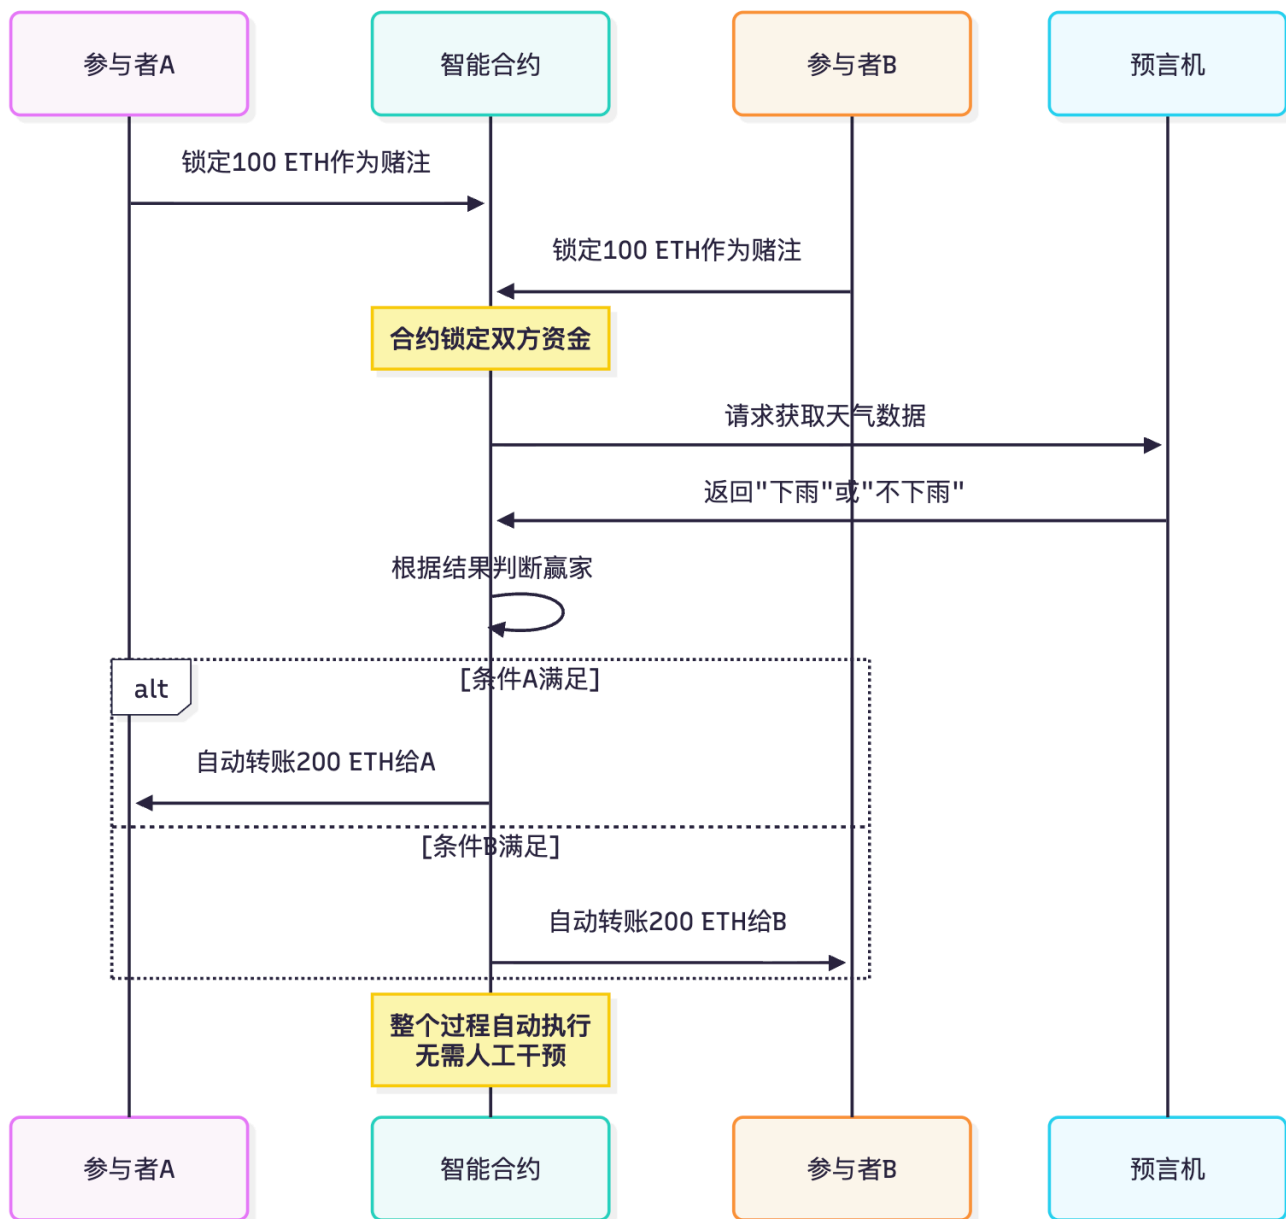 参与者A
智能合约
参与者B
预言机
锁定100 ETH作为赌注
锁定100 ETH作为赌注
合约锁定双方资金
请求获取天气数据
返回"下雨"或"不下雨"
根据结果判断赢家
alt
[条件A满足]
自动转账200 ETH给A
[条件B满足]
自动转账200 ETH给B
整个过程自动执行
无需人工干预
参与者A
智能合约
参与者B
预言机